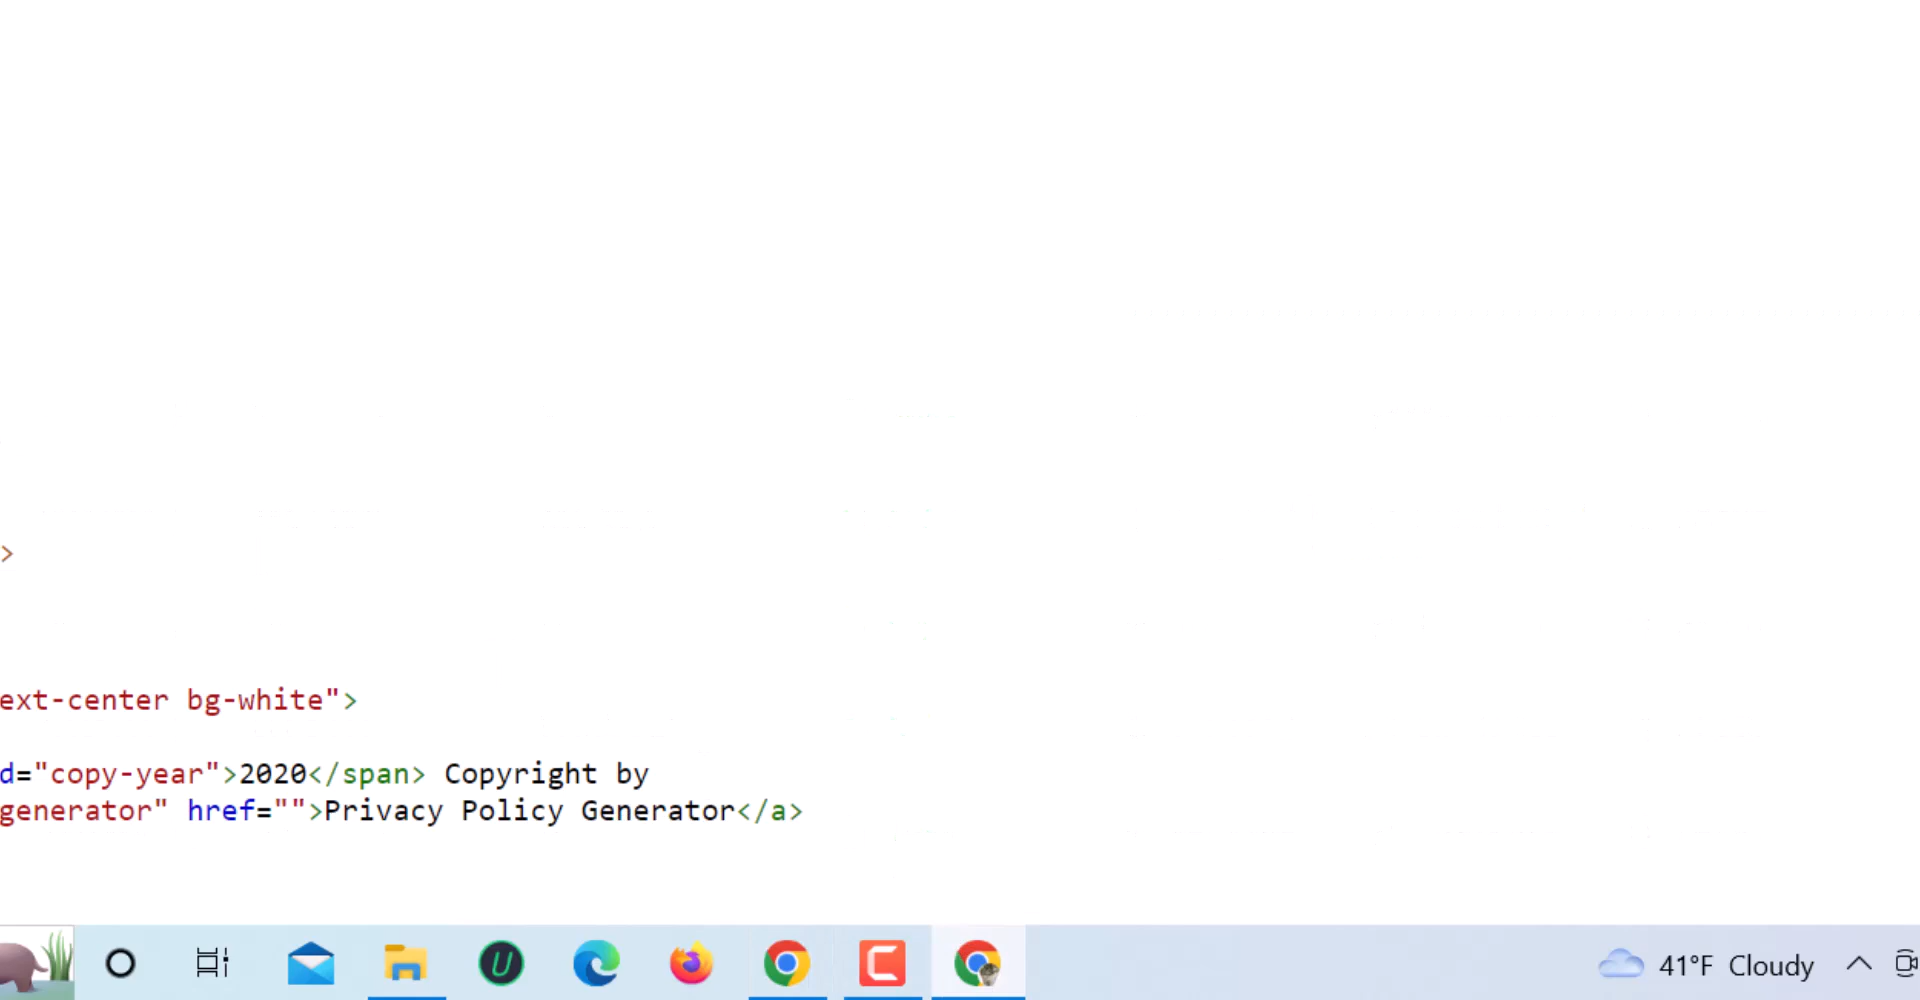 >
ext-center bg-white">
d="copy-year">2020</span> Copyright by
generator" href="">Privacy Policy Generator</a>
41°F Cloudy